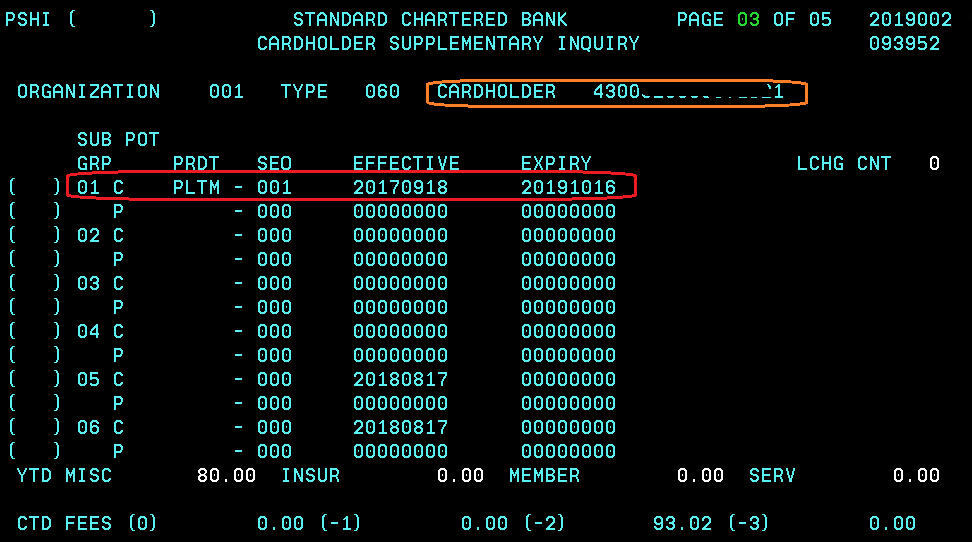 PSHI (      )           STANDARD CHARTERED BANK         PAGE 03 OF 05   2019002
CARDHOLDER SUPPLEMENTARY INQUIRY                   093952
ORGANIZATION    001   TYPE   060   CARDHOLDER
SUB POT
GRP     PRDT   SEO     EFFECTIVE     EXPIRY                 LCHG CNT   0
(   ) 01 C    PLTM - 001     20170918      20191016
(   )    P         - 000     00000000      00000000
(   ) 02 C         - 000     00000000      00000000
(   )    P         - 000     00000000      00000000
(   ) 03 C         - 000     00000000      00000000
(   )    P         - 000     00000000      00000000
(   ) 04 C         - 000     00000000      00000000
(   )    P         - 000     00000000      00000000
(   ) 05 C         - 000     20180817      00000000
(   )    P         - 000     00000000      00000000
(   ) 06 C         - 000     20180817      00000000
(   )    P         - 000     00000000      00000000
YTD MISC       80.00  INSUR        0.00  MEMBER        0.00  SERV        0.00
CTD FEES (0)        0.00 (-1)        0.00 (-2)       93.02 (-3)        0.00